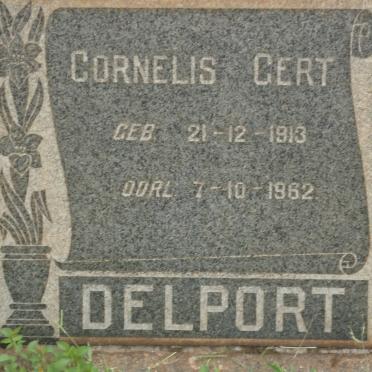 CORNELIS GERT
GEB 21-12-1913
OORL 7-10-1962
DELPORT